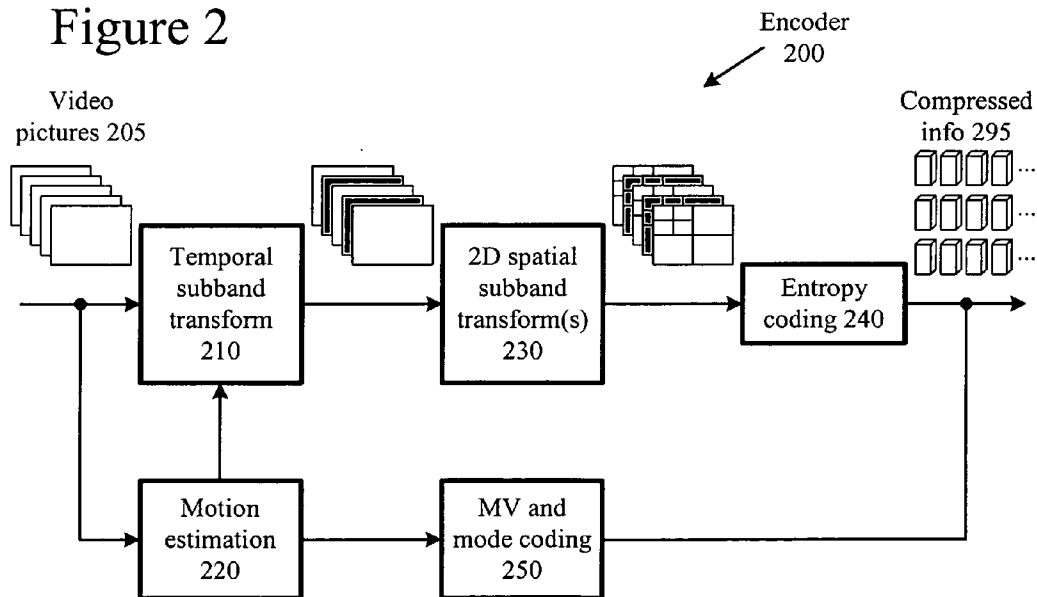 Figure 2
Encoder
200
Video
pictures 205
Compressed
info 295
...
...
...
Temporal
subband
transform
210
2D spatial
subband
transform(s)
230
Entropy
coding 240
Motion
estimation
220
MV and
mode coding
250